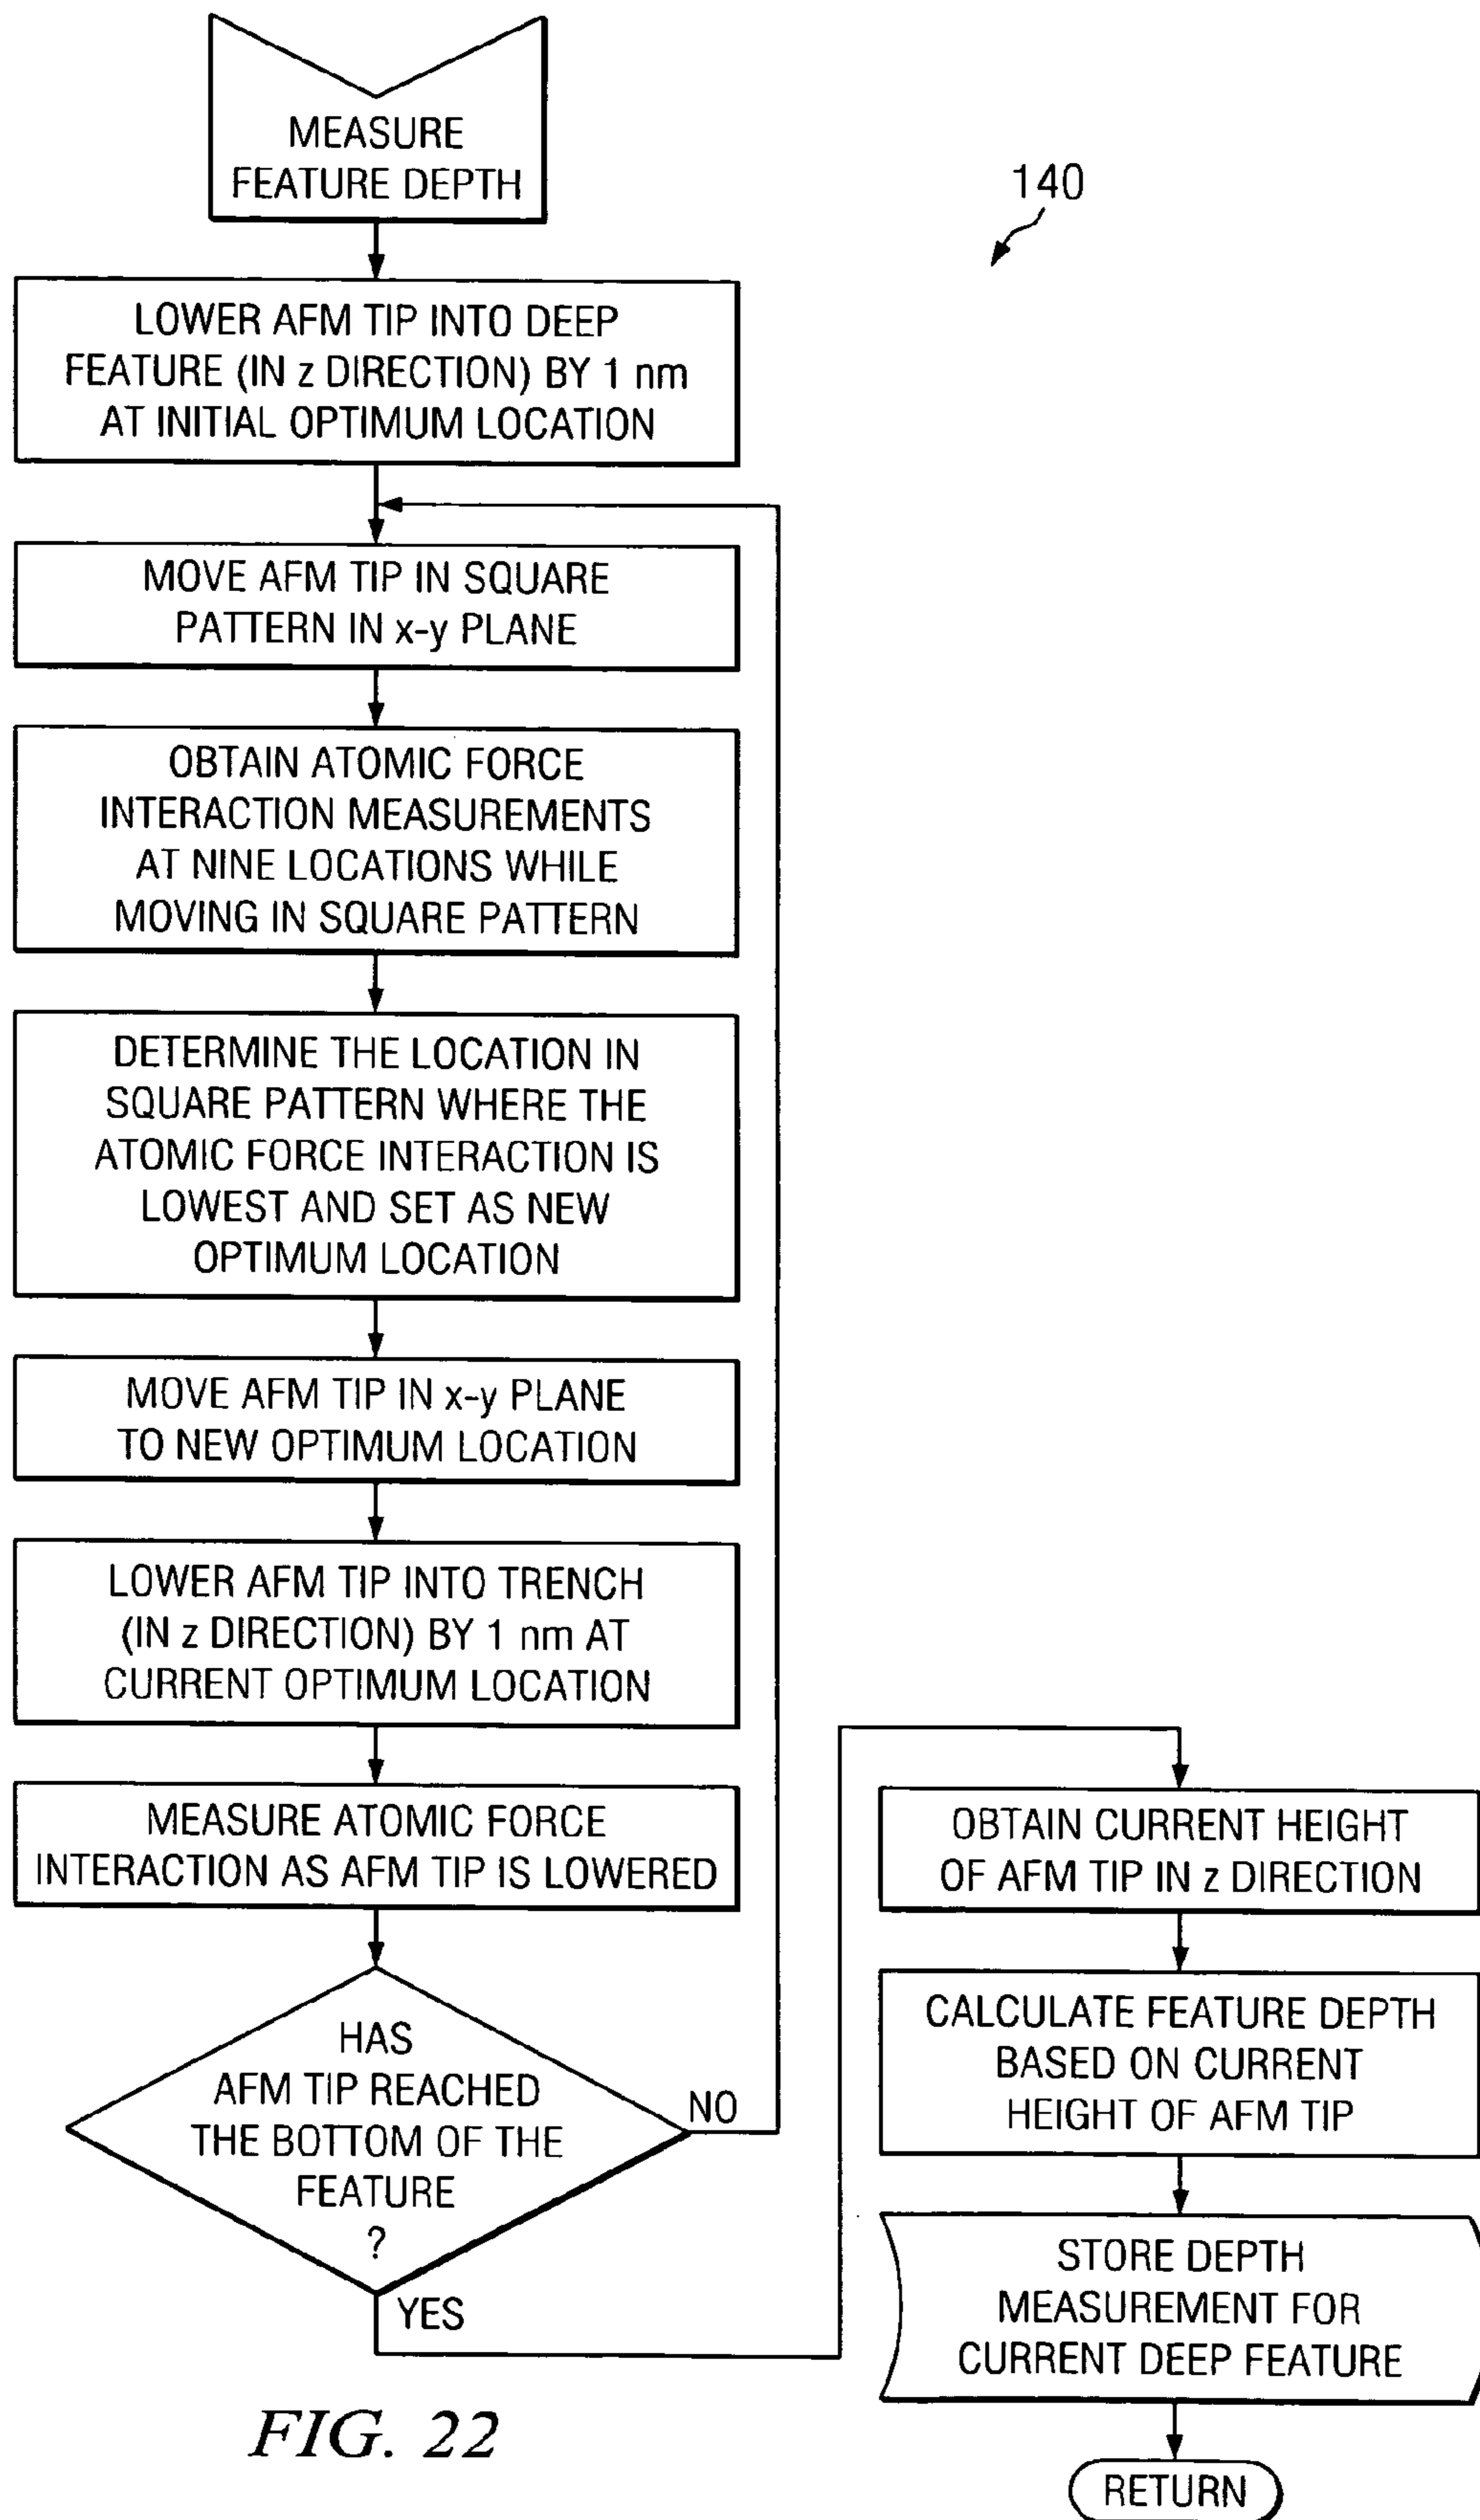 MEASURE
FEATURE DEPTH
140
LOWER AFM TIP INTO DEEP
FEATURE (IN z DIRECTION) BY 1 nm
AT INITIAL OPTIMUM LOCATION
MOVE AFM TIP IN SQUARE
PATTERN IN x-y PLANE
OBTAIN ATOMIC FORCE
INTERACTION MEASUREMENTS
AT NINE LOCATIONS WHILE
MOVING IN SQUARE PATTERN
DETERMINE THE LOCATION IN
SQUARE PATTERN WHERE THE
ATOMIC FORCE INTERACTION IS
LOWEST AND SET AS NEW
OPTIMUM LOCATION
MOVE AFM TIP IN x-y PLANE
TO NEW OPTIMUM LOCATION
LOWER AFM TIP INTO TRENCH
(IN z DIRECTION) BY 1 nm AT
CURRENT OPTIMUM LOCATION
MEASURE ATOMIC FORCE
INTERACTION AS AFM TIP IS LOWERED
HAS
AFM TIP REACHED
THE BOTTOM OF THE
FEATURE
?
NO
YES
OBTAIN CURRENT HEIGHT
OF AFM TIP IN z DIRECTION
CALCULATE FEATURE DEPTH
BASED ON CURRENT
HEIGHT OF AFM TIP
STORE DEPTH
MEASUREMENT FOR
CURRENT DEEP FEATURE
RETURN
FIG. 22